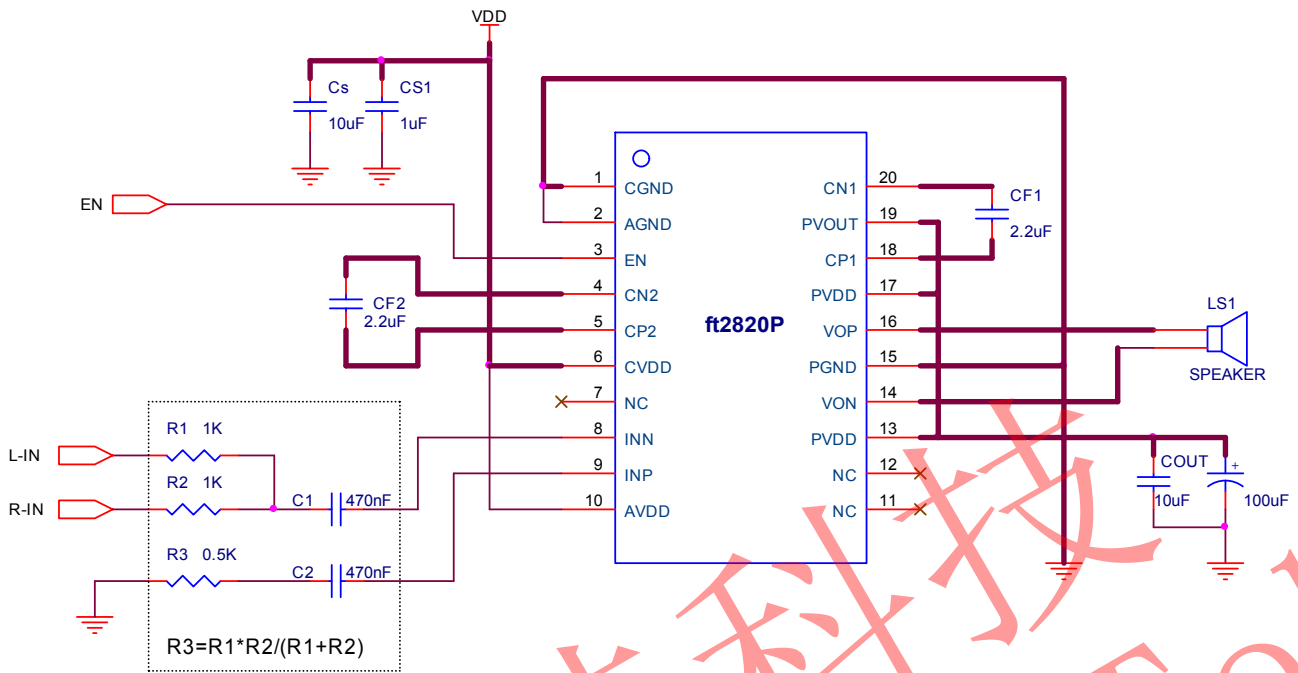 VDD
Cs
10uF
CS1
1uF
EN
CF2
2.2uF
R1 1K
L-IN
R2 1K
R-IN
C1 470nF
R3 0.5K
C2 470nF
R3=R1*R2/(R1+R2)
ft2820P
1 CGND
2 AGND
3 EN
4 CN2
5 CP2
6 CVDD
7 NC
8 INN
9 INP
10 AVDD
20 CN1
19 PVOUT
18 CP1
17 PVDD
16 VOP
15 PGND
14 VON
13 PVDD
12 NC
11 NC
CF1
2.2uF
LS1
SPEAKER
COUT
10uF
+
100uF
科技